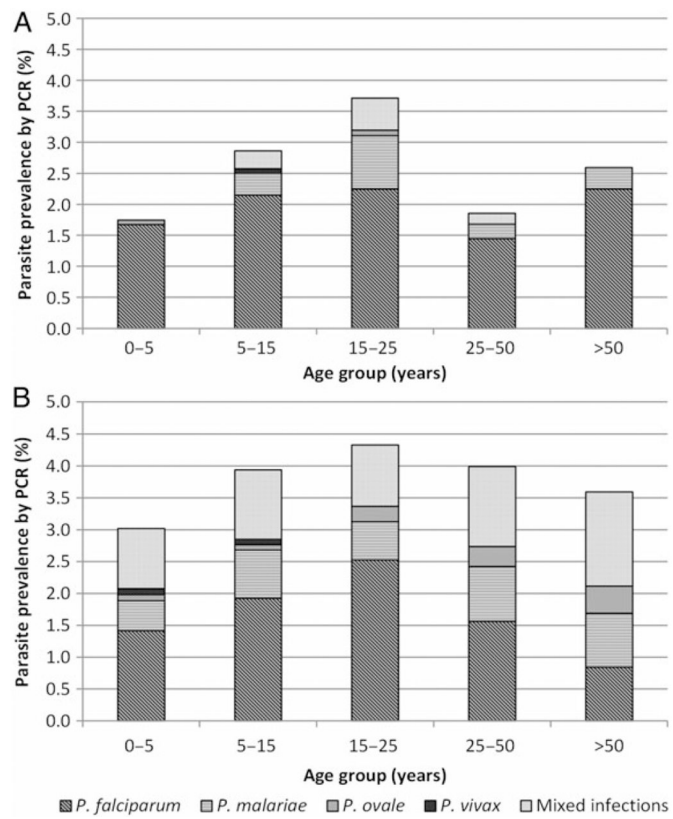 A
Parasite prevalence by PCR (%)
5.0
4.5
4.0
3.5
3.0
2.5
2.0
1.5
1.0
0.5
0.0
0–5 5–15 15–25 25–50 >50
Age group (years)
B
Parasite prevalence by PCR (%)
5.0
4.5
4.0
3.5
3.0
2.5
2.0
1.5
1.0
0.5
0.0
0–5 5–15 15–25 25–50 >50
Age group (years)
P. falciparum P. malariae P. ovale P. vivax Mixed infections